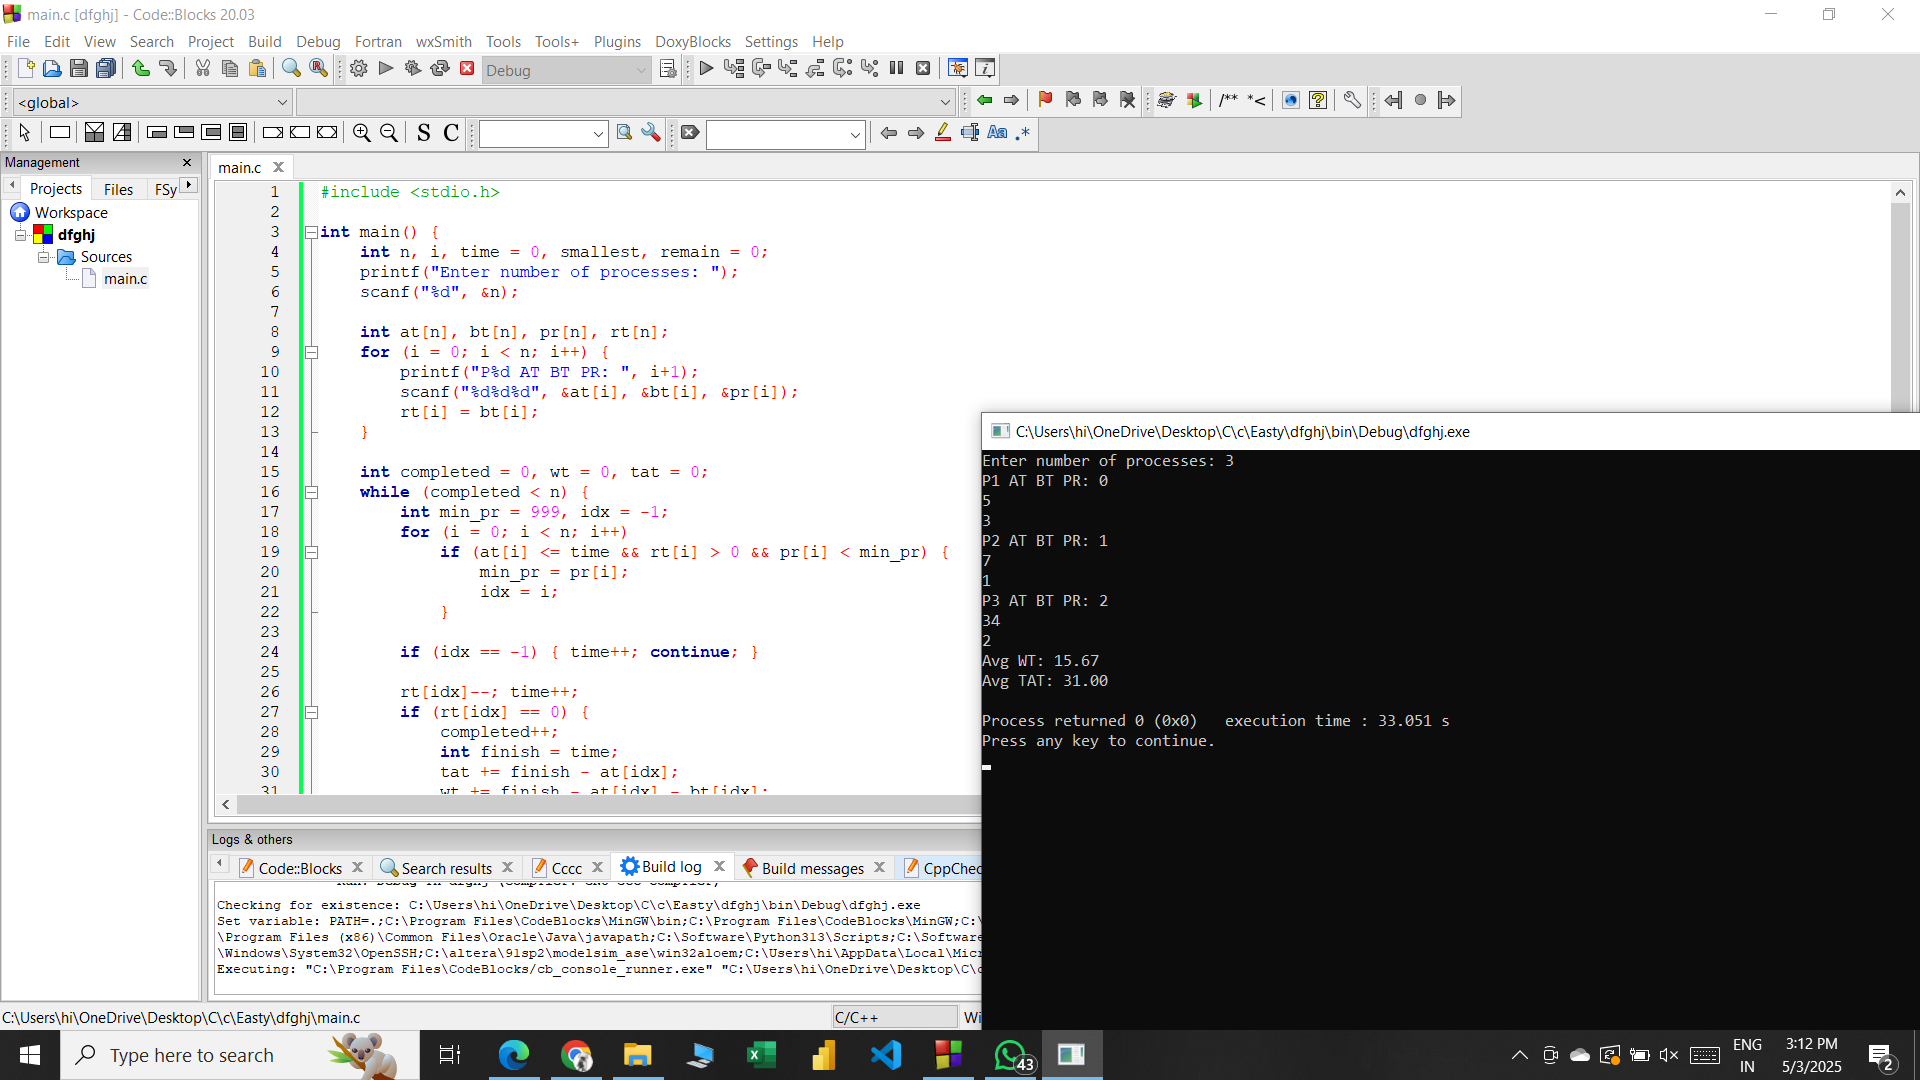 main.c [dfghj] - Code::Blocks 20.03
File Edit View Search Project Build Debug Fortran wxSmith Tools Tools+ Plugins DoxyBlocks Settings Help
Debug
<global>
/** *<
S C
Aa .*
Management
Projects Files FSy
Workspace
dfghj
Sources
main.c
main.c
1 #include <stdio.h>
2
3 int main() {
4 int n, i, time = 0, smallest, remain = 0;
5 printf("Enter number of processes: ");
6 scanf("%d", &n);
7
8 int at[n], bt[n], pr[n], rt[n];
9 for (i = 0; i < n; i++) {
10 printf("P%d AT BT PR: ", i+1);
11 scanf("%d%d%d", &at[i], &bt[i], &pr[i]);
12 rt[i] = bt[i];
13 }
14
15 int completed = 0, wt = 0, tat = 0;
16 while (completed < n) {
17 int min_pr = 999, idx = -1;
18 for (i = 0; i < n; i++)
19 if (at[i] <= time && rt[i] > 0 && pr[i] < min_pr) {
20 min_pr = pr[i];
21 idx = i;
22 }
23
24 if (idx == -1) { time++; continue; }
25
26 rt[idx]--; time++;
27 if (rt[idx] == 0) {
28 completed++;
29 int finish = time;
30 tat += finish - at[idx];
31 wt += finish - at[idx] - bt[idx];
C:\Users\hi\OneDrive\Desktop\C\c\Easty\dfghj\bin\Debug\dfghj.exe
Enter number of processes: 3
P1 AT BT PR: 0
5
3
P2 AT BT PR: 1
7
1
P3 AT BT PR: 2
34
2
Avg WT: 15.67
Avg TAT: 31.00
Process returned 0 (0x0) execution time : 33.051 s
Press any key to continue.
Logs & others
Code::Blocks Search results Cccc Build log Build messages CppChec
Checking for existence: C:\Users\hi\OneDrive\Desktop\C\c\Easty\dfghj\bin\Debug\dfghj.exe
Set variable: PATH=.;C:\Program Files\CodeBlocks\MinGW\bin;C:\Program Files\CodeBlocks\MinGW;C:\
\Program Files (x86)\Common Files\Oracle\Java\javapath;C:\Software\Python313\Scripts;C:\Software
\Windows\System32\OpenSSH;C:\altera\91sp2\modelsim_ase\win32aloem;C:\Users\hi\AppData\Local\Micr
Executing: "C:\Program Files\CodeBlocks/cb_console_runner.exe" "C:\Users\hi\OneDrive\Desktop\C\c
C:\Users\hi\OneDrive\Desktop\C\c\Easty\dfghj\main.c
C/C++
Wi
Type here to search
43
ENG
IN
3:12 PM
5/3/2025
2